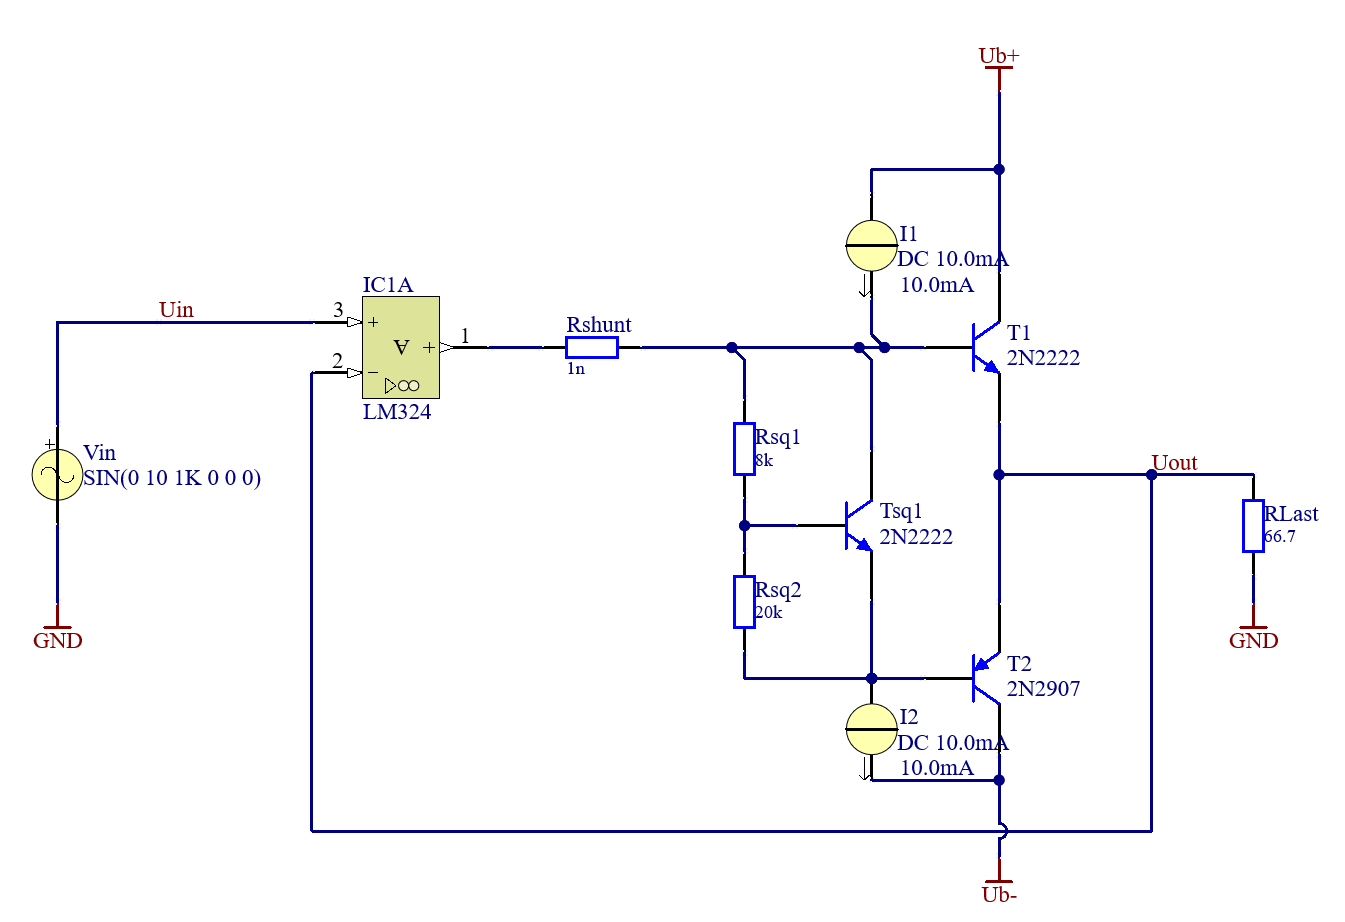 Ub+
I1
DC 10.0mA
10.0mA
IC1A
Uin
3
+
A
+
1
2
−
LM324
Rshunt
1n
T1
2N2222
+
Vin
SIN(0 10 1K 0 0 0)
Rsq1
8k
Uout
Tsq1
2N2222
RLast
66.7
Rsq2
20k
GND
GND
T2
2N2907
I2
DC 10.0mA
10.0mA
Ub-